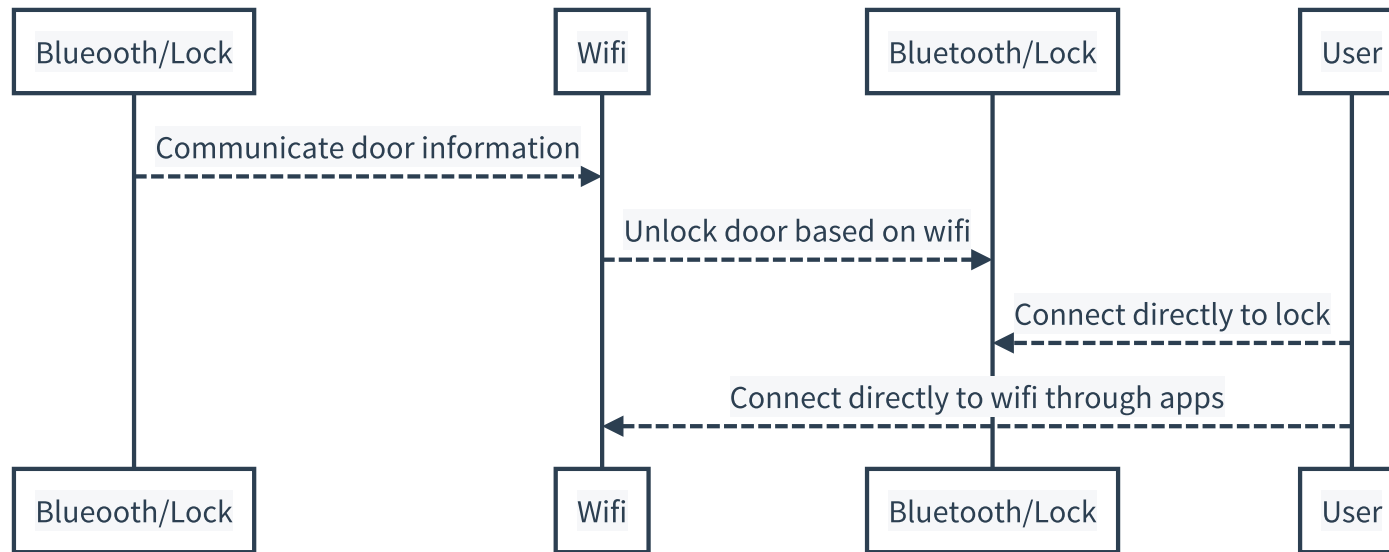 Blueooth/Lock
Wifi
Bluetooth/Lock
User
Communicate door information
Unlock door based on wifi
Connect directly to lock
Connect directly to wifi through apps
Blueooth/Lock
Wifi
Bluetooth/Lock
User